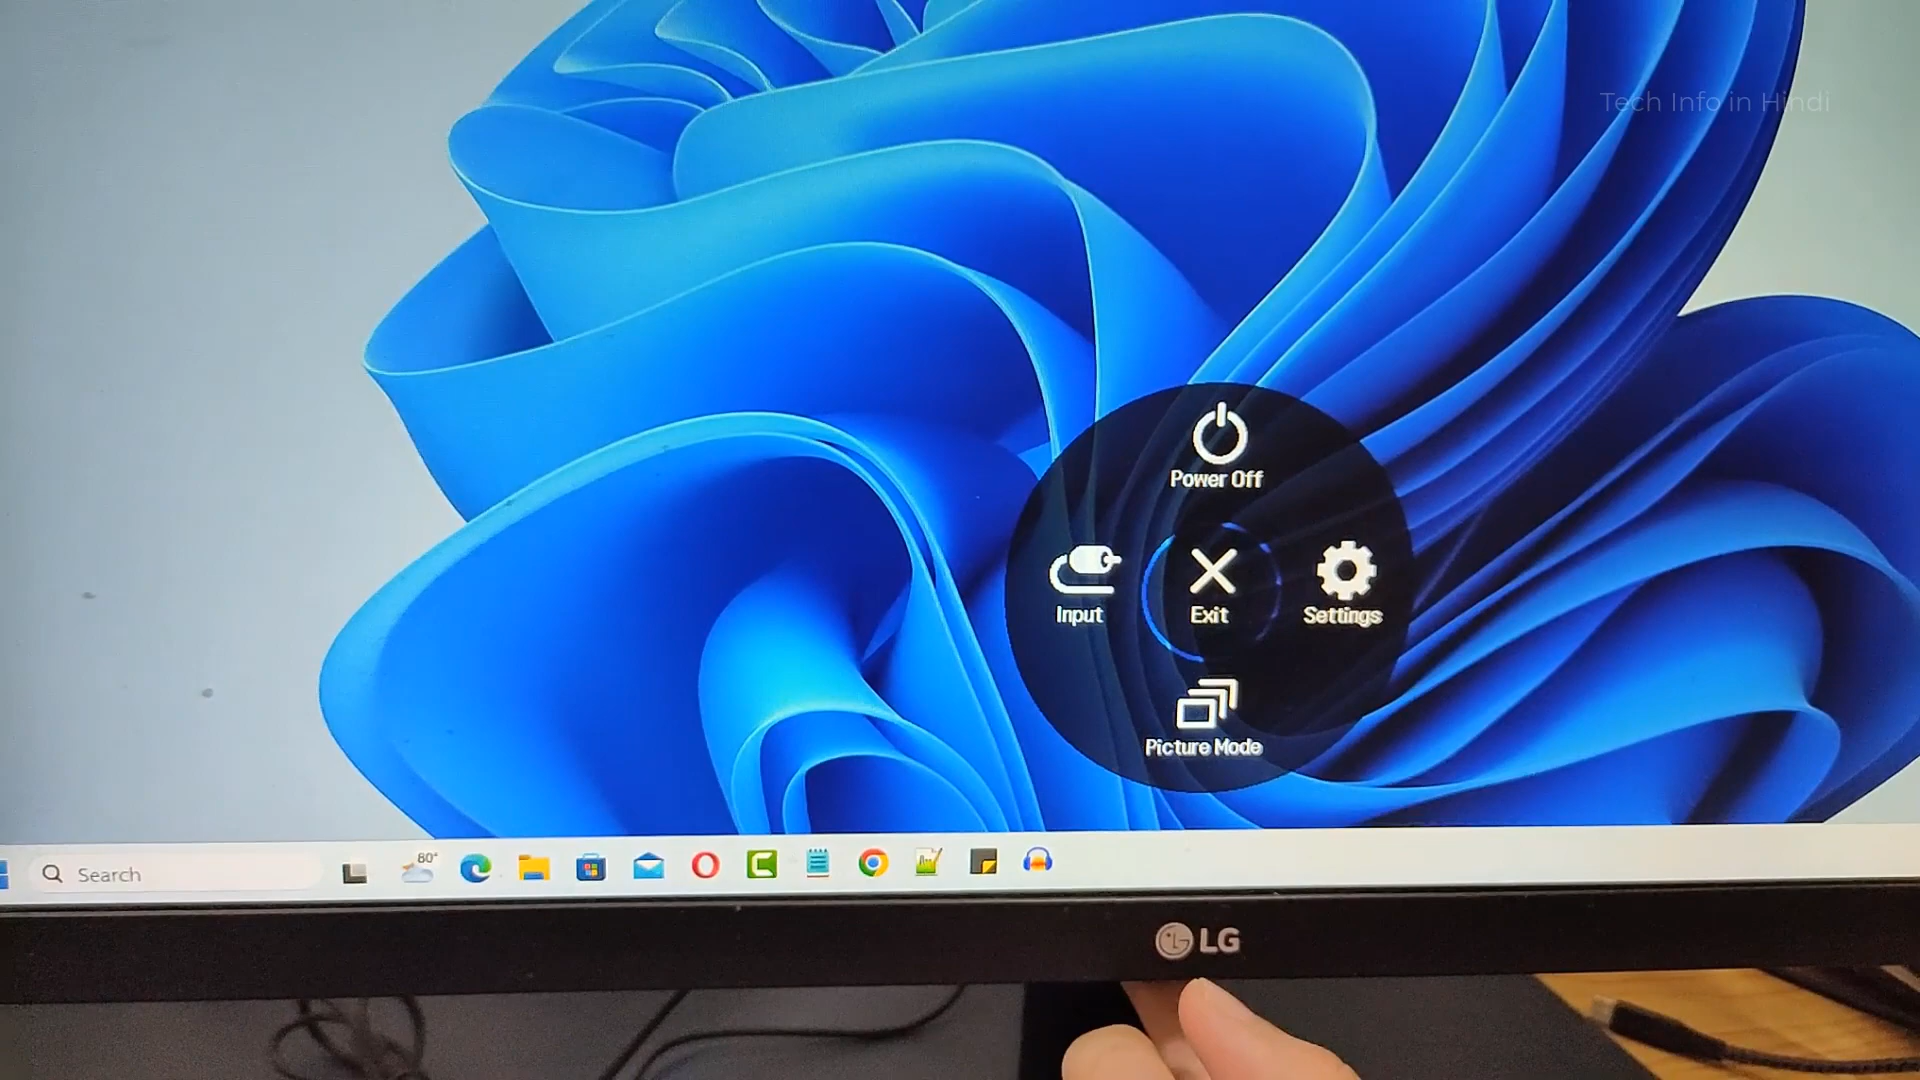 Tech Info in Hindi
Power Off
Input
Exit
Settings
Picture Mode
Search
80°
LG